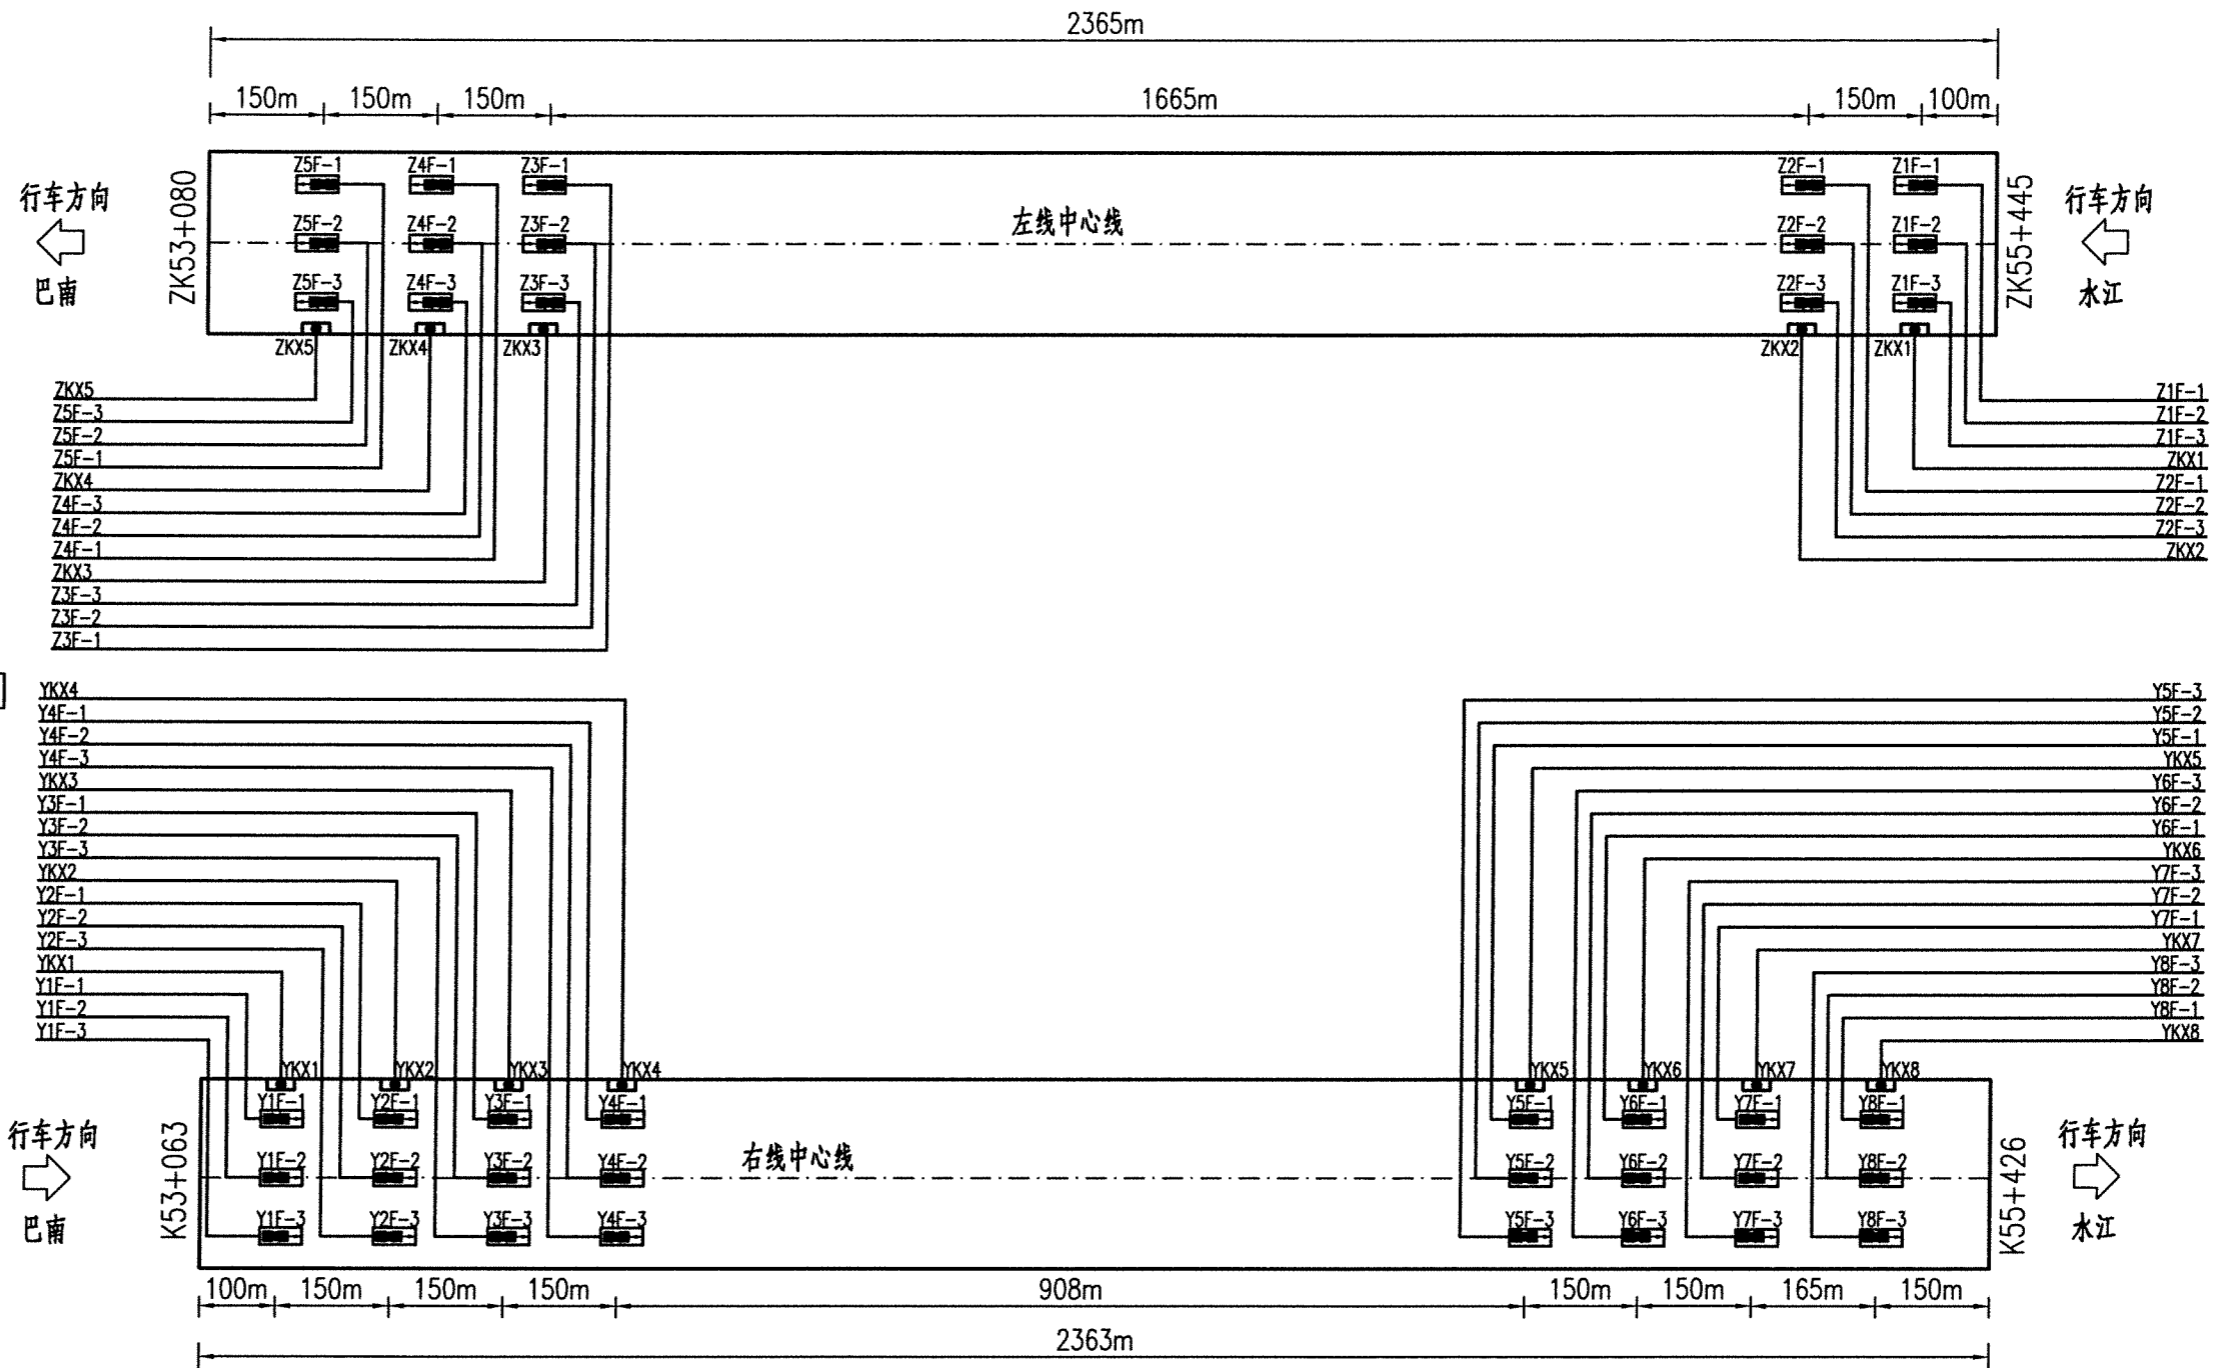 2365m
150m 150m 150m 1665m 150m 100m
Z5F-1 Z4F-1 Z3F-1 Z2F-1 Z1F-1
行车方向 ZK53+080 Z5F-2 Z4F-2 Z3F-2 左线中心线 Z2F-2 Z1F-2 ZK55+445 行车方向
巴南 Z5F-3 Z4F-3 Z3F-3 Z2F-3 Z1F-3 水江
ZKX5 ZKX4 ZKX3 ZKX2 ZKX1
ZKX5 Z1F-1
Z5F-3 Z1F-2
Z5F-2 Z1F-3
Z5F-1 ZKX1
ZKX4 Z2F-1
Z4F-3 Z2F-2
Z4F-2 Z2F-3
Z4F-1 ZKX2
ZKX3
Z3F-3
Z3F-2
Z3F-1
YKX4 Y5F-3
Y4F-1 Y5F-2
Y4F-2 Y5F-1
Y4F-3 YKX5
YKX3 Y6F-3
Y3F-1 Y6F-2
Y3F-2 Y6F-1
Y3F-3 YKX6
YKX2 Y7F-3
Y2F-1 Y7F-2
Y2F-2 Y7F-1
Y2F-3 YKX7
YKX1 Y8F-3
Y1F-1 Y8F-2
Y1F-2 Y8F-1
Y1F-3 YKX8
YKX1 YKX2 YKX3 YKX4 YKX5 YKX6 YKX7 YKX8
Y1F-1 Y2F-1 Y3F-1 Y4F-1 Y5F-1 Y6F-1 Y7F-1 Y8F-1
行车方向 K53+063 Y1F-2 Y2F-2 Y3F-2 Y4F-2 右线中心线 Y5F-2 Y6F-2 Y7F-2 Y8F-2 K55+426 行车方向
巴南 Y1F-3 Y2F-3 Y3F-3 Y4F-3 Y5F-3 Y6F-3 Y7F-3 Y8F-3 水江
100m 150m 150m 150m 908m 150m 150m 165m 150m
2363m